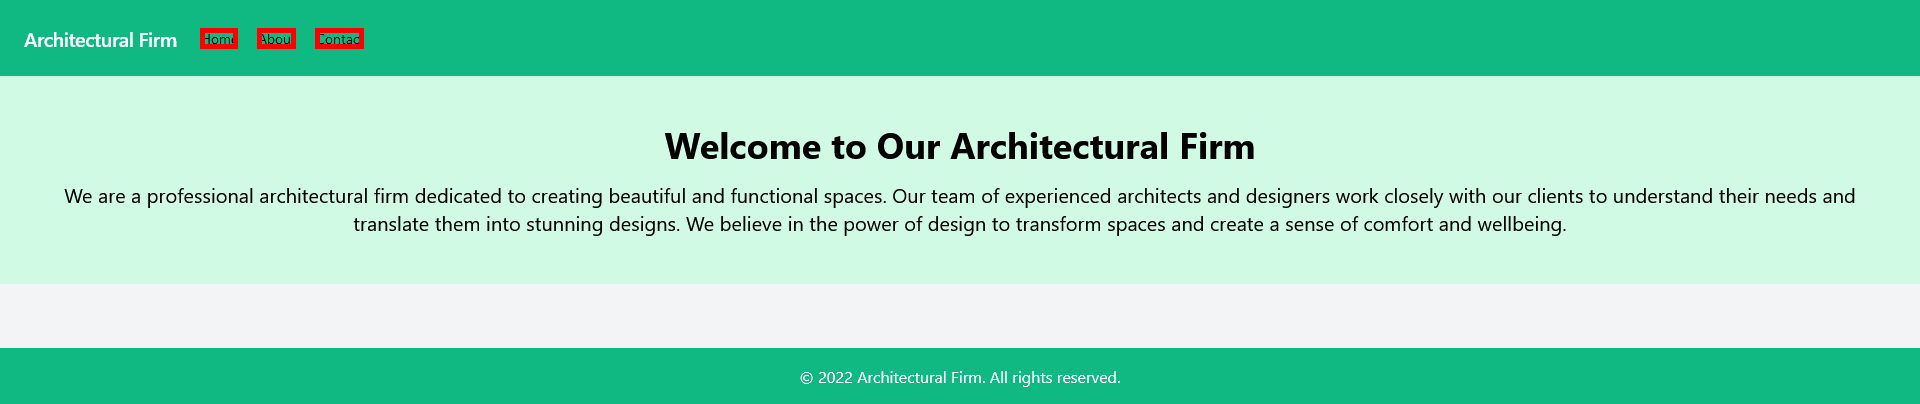 Architectural Firm Home About Contact
Welcome to Our Architectural Firm
We are a professional architectural firm dedicated to creating beautiful and functional spaces. Our team of experienced architects and designers work closely with our clients to understand their needs and
translate them into stunning designs. We believe in the power of design to transform spaces and create a sense of comfort and wellbeing.
© 2022 Architectural Firm. All rights reserved.